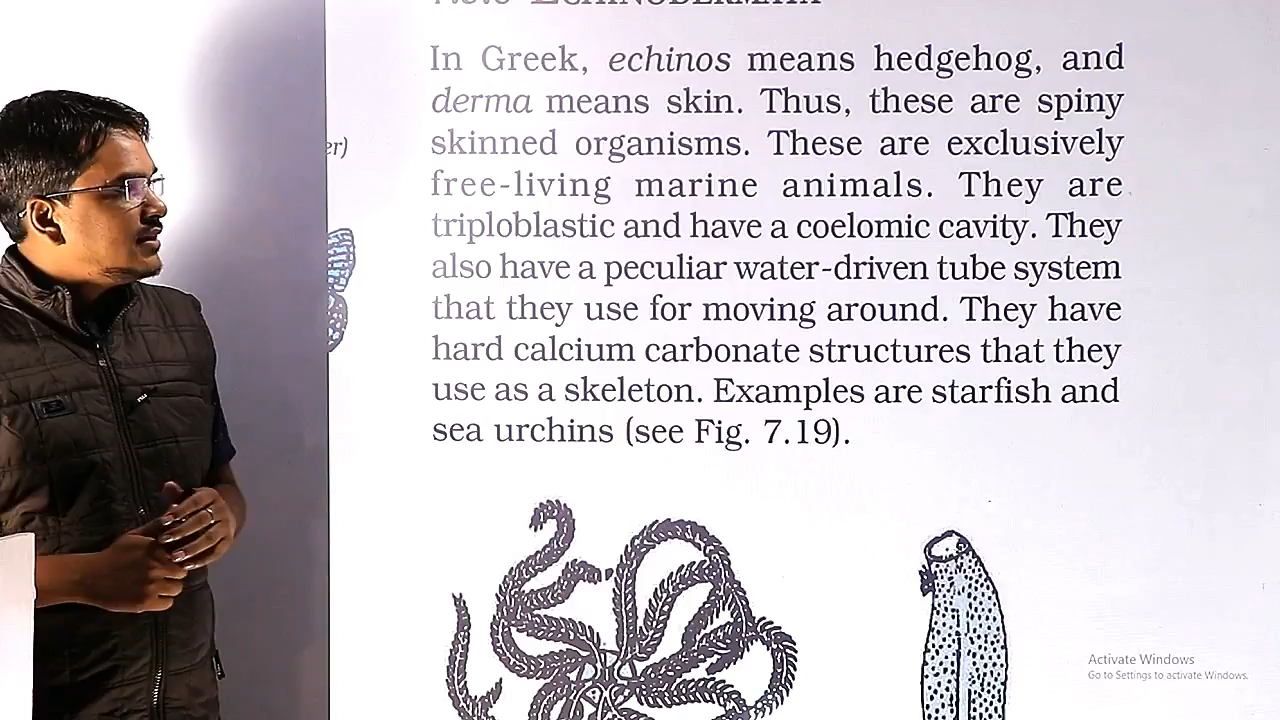 In Greek, echinos means hedgehog, and
derma means skin. Thus, these are spiny
skinned organisms. These are exclusively
free-living marine animals. They are
triploblastic and have a coelomic cavity. They
also have a peculiar water-driven tube system
that they use for moving around. They have
hard calcium carbonate structures that they
use as a skeleton. Examples are starfish and
sea urchins (see Fig. 7.19).
er)
Activate Windows
Go to Settings to activate Windows.